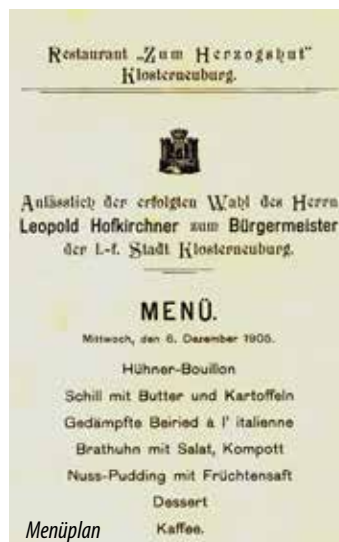 Restaurant „Zum Herzogshut"
Klosterneuburg.
Anlässlich der erfolgten Wahl des Herrn
Leopold Hofkirchner zum Bürgermeister
der l.-f. Stadt Klosterneuburg.
MENÜ.
Mittwoch, den 6. Dezember 1905.
Hühner-Bouillon
Schill mit Butter und Kartoffeln
Gedämpfte Beiried à l' italienne
Brathuhn mit Salat, Kompott
Nuss-Pudding mit Früchtensaft
Dessert
Kaffee.
Menüplan